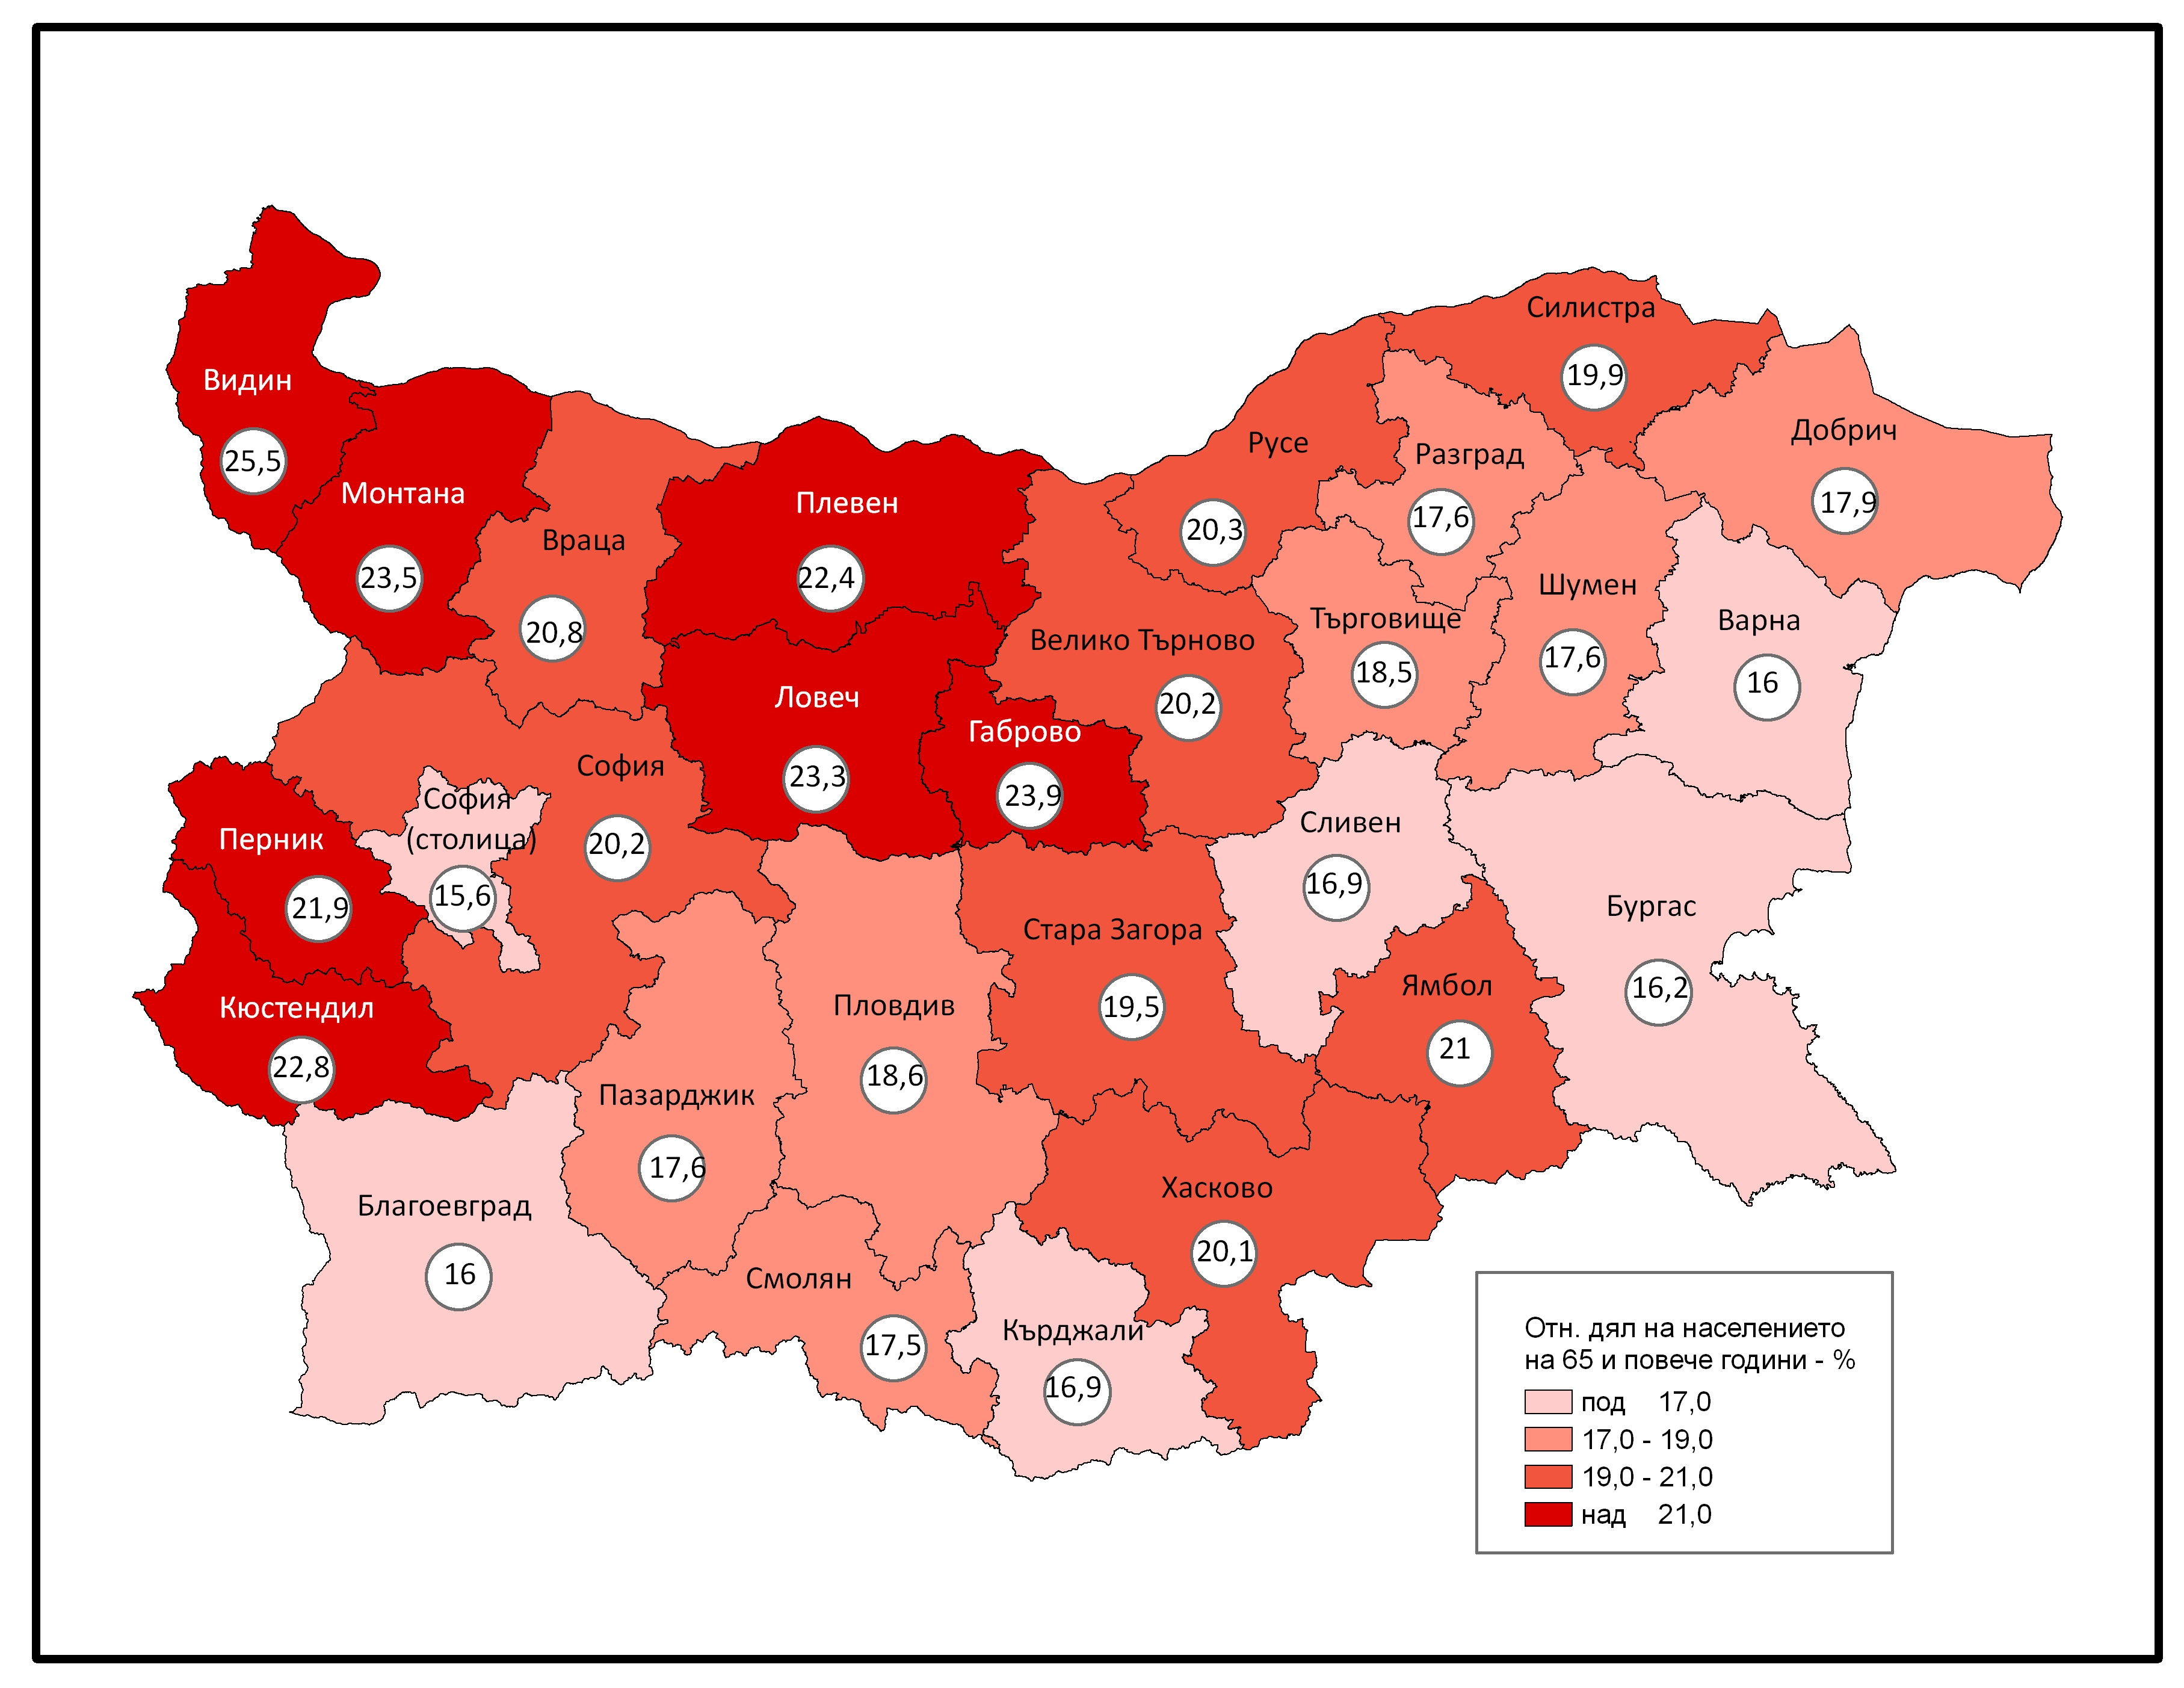 Силистра
19,9
Видин
25,5
Добрич
17,9
Русе
20,3
Разград
17,6
Монтана
23,5
Плевен
22,4
Враца
20,8
Шумен
17,6
Търговище
18,5
Варна
16
Велико Търново
20,2
Ловеч
23,3
Габрово
23,9
София
20,2
София
(столица)
15,6
Перник
21,9
Сливен
16,9
Бургас
16,2
Стара Загора
19,5
Ямбол
21
Кюстендил
22,8
Пловдив
18,6
Пазарджик
17,6
Хасково
20,1
Благоевград
16
Смолян
17,5
Кърджали
16,9
Отн. дял на населението
на 65 и повече години - %
под 17,0
17,0 - 19,0
19,0 - 21,0
над 21,0